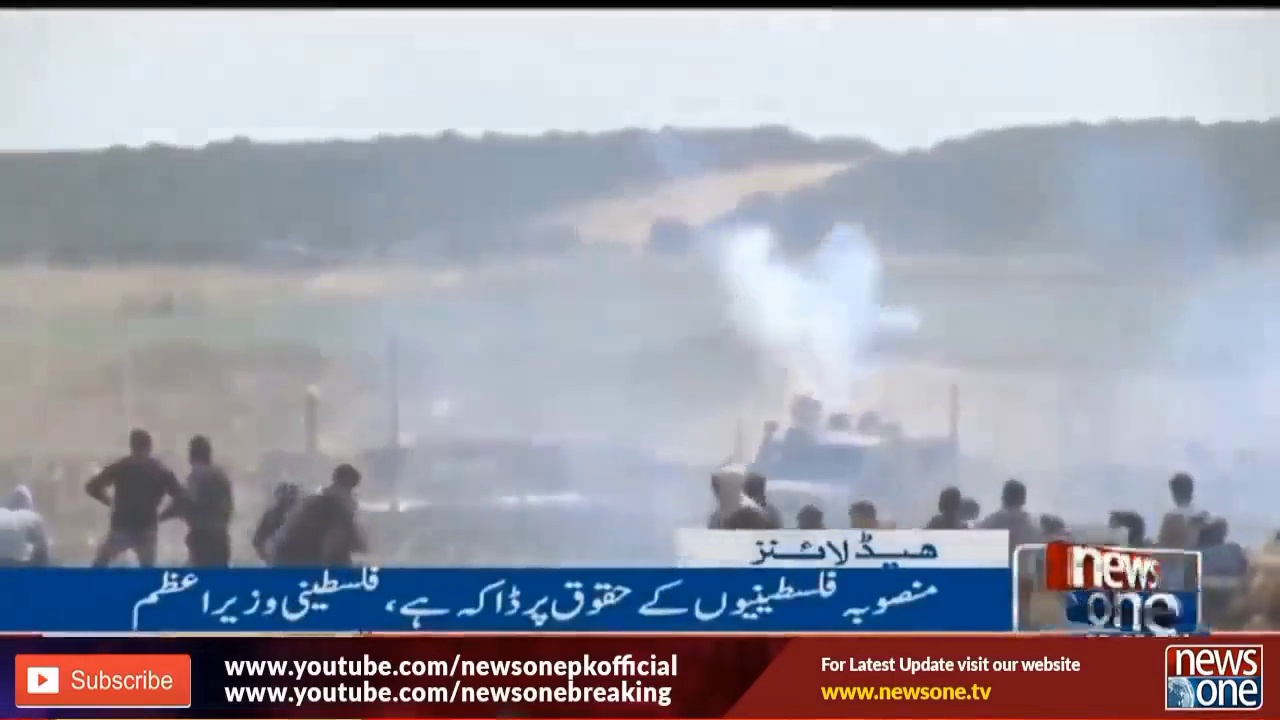 ہیڈ لائنز
منصوبہ فلسطینیوں کے حقوق پر ڈاکہ ہے، فلسطینی وزیراعظم
news
one
Subscribe
www.youtube.com/newsonepkofficial
www.youtube.com/newsonebreaking
For Latest Update visit our website
www.newsone.tv
news
one